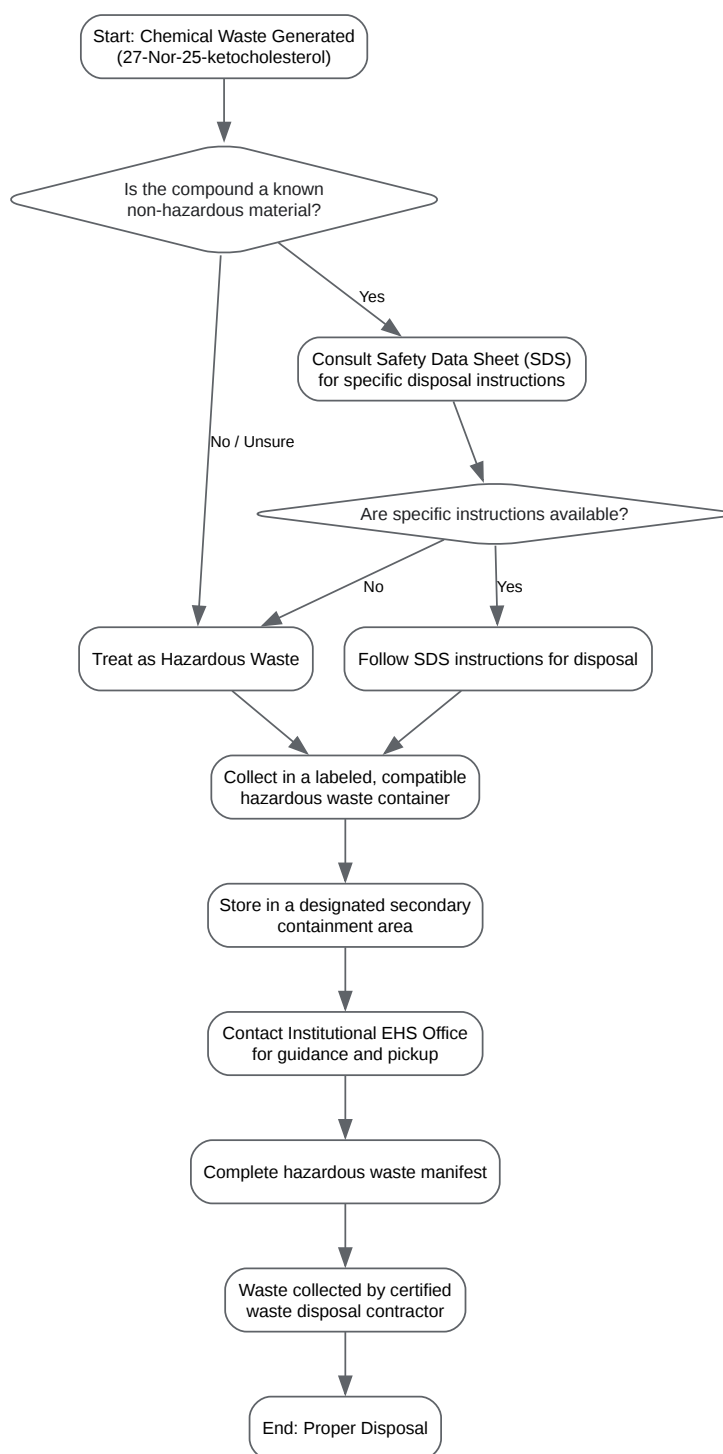 Start: Chemical Waste Generated
(27-Nor-25-ketocholesterol)
Is the compound a known
non-hazardous material?
Yes
Consult Safety Data Sheet (SDS)
for specific disposal instructions
No / Unsure
Are specific instructions available?
No
Yes
Treat as Hazardous Waste
Follow SDS instructions for disposal
Collect in a labeled, compatible
hazardous waste container
Store in a designated secondary
containment area
Contact Institutional EHS Office
for guidance and pickup
Complete hazardous waste manifest
Waste collected by certified
waste disposal contractor
End: Proper Disposal